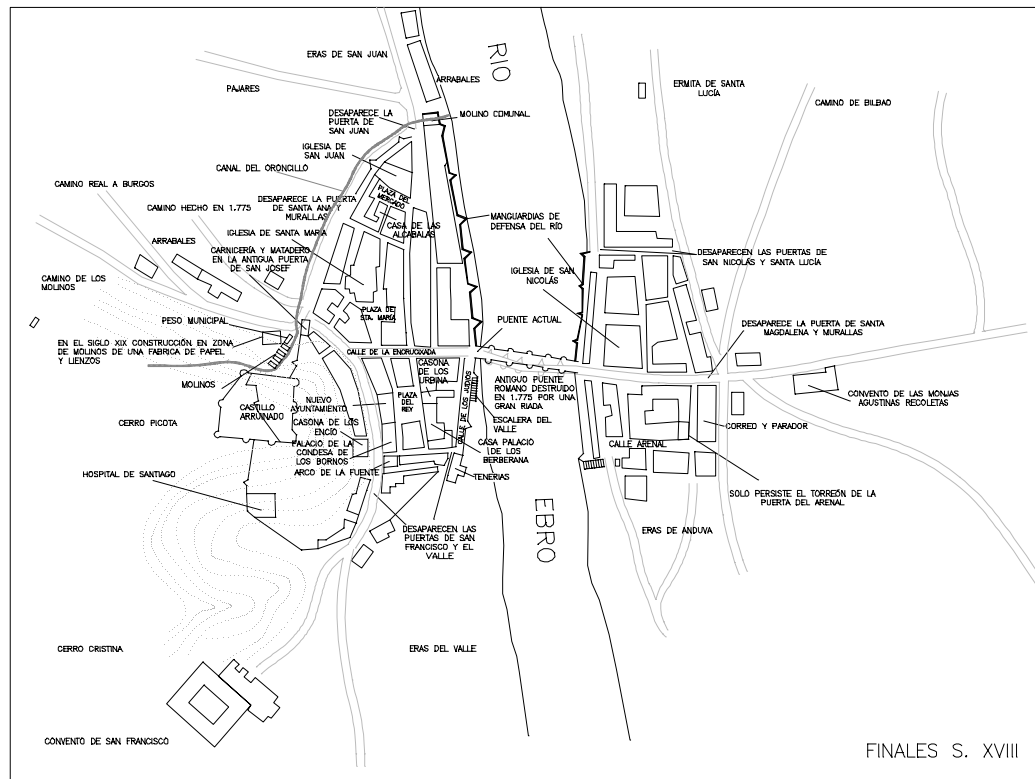 RIO
ERAS DE SAN JUAN
PAJARES
ARRABALES
DESAPARECE LA
PUERTA DE
SAN JUAN
MOLINO COMUNAL
IGLESIA DE
SAN JUAN
CANAL DEL ORONCILLO
ERMITA DE SANTA
LUCÍA
CAMINO DE BILBAO
CAMINO REAL A BURGOS
CAMINO HECHO EN 1.775
DESAPARECE LA PUERTA
DE SANTA ANA Y
MURALLAS
PLAZA DEL
MERCADO
CASA DE LAS
ALCABALAS
MANGUARDIAS DE
DEFENSA DEL RÍO
ARRABALES
IGLESIA DE SANTA MARÍA
CARNICERÍA Y MATADERO
EN LA ANTIGUA PUERTA
DE SAN JOSEF
DESAPARECEN LAS PUERTAS DE
SAN NICOLÁS Y SANTA LUCÍA
IGLESIA DE SAN
NICOLÁS
CAMINO DE LOS
MOLINOS
PLAZA DE
STA. MARÍA
PESO MUNICIPAL
PUENTE ACTUAL
DESAPARECE LA PUERTA DE SANTA
MAGDALENA Y MURALLAS
EN EL SIGLO XIX CONSTRUCCIÓN EN ZONA
DE MOLINOS DE UNA FABRICA DE PAPEL
Y LIENZOS
CALLE DE LA ENCRUCIXADA
MOLINOS
CASONA
DE LOS
URBINA
CALLE DE LOS JUDÍOS
ANTIGUO PUENTE
ROMANO DESTRUIDO
EN 1.775 POR UNA
GRAN RIADA
CONVENTO DE LAS MONJAS
AGUSTINAS RECOLETAS
CASTILLO
ARRUINADO
NUEVO
AYUNTAMIENTO
PLAZA
DEL
REY
ESCALERA DEL
VALLE
CERRO PICOTA
CASONA DE LOS
ENCÍO
CORREO Y PARADOR
PALACIO DE LA
CONDESA DE
LOS BORNOS
CASA PALACIO
DE LOS
BERBERANA
CALLE ARENAL
HOSPITAL DE SANTIAGO
ARCO DE LA FUENTE
TENERIAS
SOLO PERSISTE EL TORREÓN DE LA
PUERTA DEL ARENAL
EBRO
DESAPARECEN LAS
PUERTAS DE SAN
FRANCISCO Y EL
VALLE
ERAS DE ANDUVA
CERRO CRISTINA
ERAS DEL VALLE
CONVENTO DE SAN FRANCISCO
FINALES S. XVIII